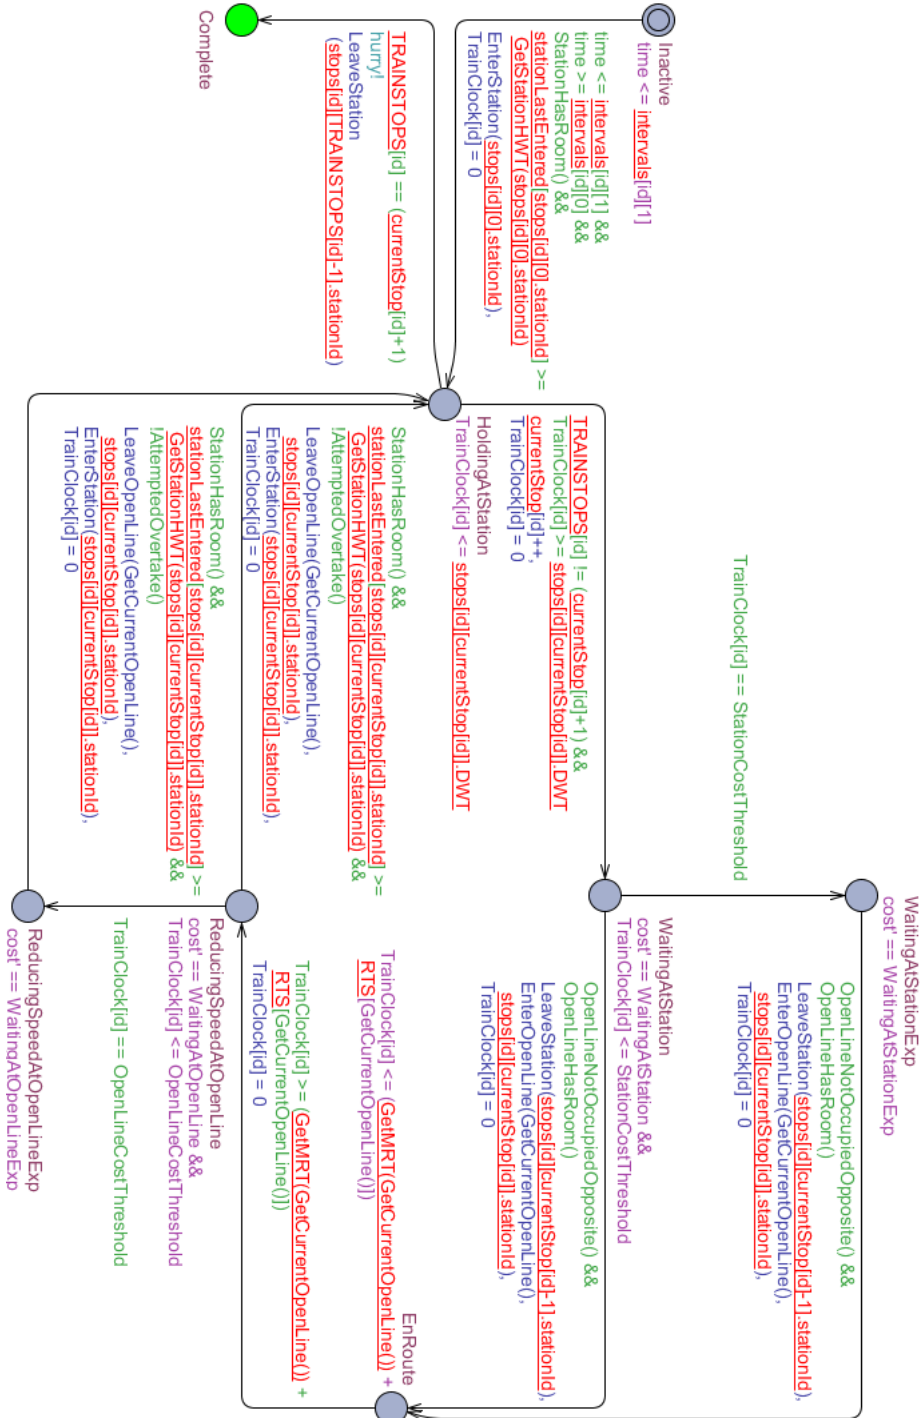 Inactive
time <= intervals[id][1]
time <= intervals[id][1] &&
time >= intervals[id][0] &&
StationHasRoom() &&
stationLastEntered[stops[id][0].stationId] >=
GetStationHWT(stops[id][0].stationId)
EnterStation(stops[id][0].stationId),
TrainClock[id] = 0
TRAINSTOPS[id] == (currentStop[id]+1)
hurry!
LeaveStation
(stops[id][TRAINSTOPS[id]-1].stationId)
Complete
HoldingAtStation
TrainClock[id] <= stops[id][currentStop[id]].DWT
TRAINSTOPS[id] != (currentStop[id]+1) &&
TrainClock[id] >= stops[id][currentStop[id]].DWT
currentStop[id]++,
TrainClock[id] = 0
TrainClock[id] == StationCostThreshold
WaitingAtStationExp
cost' == WaitingAtStationExp
OpenLineNotOccupiedOpposite() &&
OpenLineHasRoom()
LeaveStation(stops[id][currentStop[id]-1].stationId),
EnterOpenLine(GetCurrentOpenLine(),
stops[id][currentStop[id]].stationId),
TrainClock[id] = 0
WaitingAtStation
cost' == WaitingAtStation &&
TrainClock[id] <= StationCostThreshold
OpenLineNotOccupiedOpposite() &&
OpenLineHasRoom()
LeaveStation(stops[id][currentStop[id]-1].stationId),
EnterOpenLine(GetCurrentOpenLine(),
stops[id][currentStop[id]].stationId),
TrainClock[id] = 0
EnRoute
TrainClock[id] <= (GetMRT(GetCurrentOpenLine()) +
RTS[GetCurrentOpenLine()])
TrainClock[id] >= (GetMRT(GetCurrentOpenLine()) +
RTS[GetCurrentOpenLine()])
TrainClock[id] = 0
StationHasRoom() &&
stationLastEntered[stops[id][currentStop[id]].stationId] >=
GetStationHWT(stops[id][currentStop[id]].stationId) &&
!AttemptedOvertake()
LeaveOpenLine(GetCurrentOpenLine(),
stops[id][currentStop[id]].stationId),
EnterStation(stops[id][currentStop[id]].stationId),
TrainClock[id] = 0
ReducingSpeedAtOpenLine
cost' == WaitingAtOpenLine &&
TrainClock[id] <= OpenLineCostThreshold
TrainClock[id] == OpenLineCostThreshold
StationHasRoom() &&
stationLastEntered[stops[id][currentStop[id]].stationId] >=
GetStationHWT(stops[id][currentStop[id]].stationId) &&
!AttemptedOvertake()
LeaveOpenLine(GetCurrentOpenLine(),
stops[id][currentStop[id]].stationId),
EnterStation(stops[id][currentStop[id]].stationId),
TrainClock[id] = 0
ReducingSpeedAtOpenLineExp
cost' == WaitingAtOpenLineExp